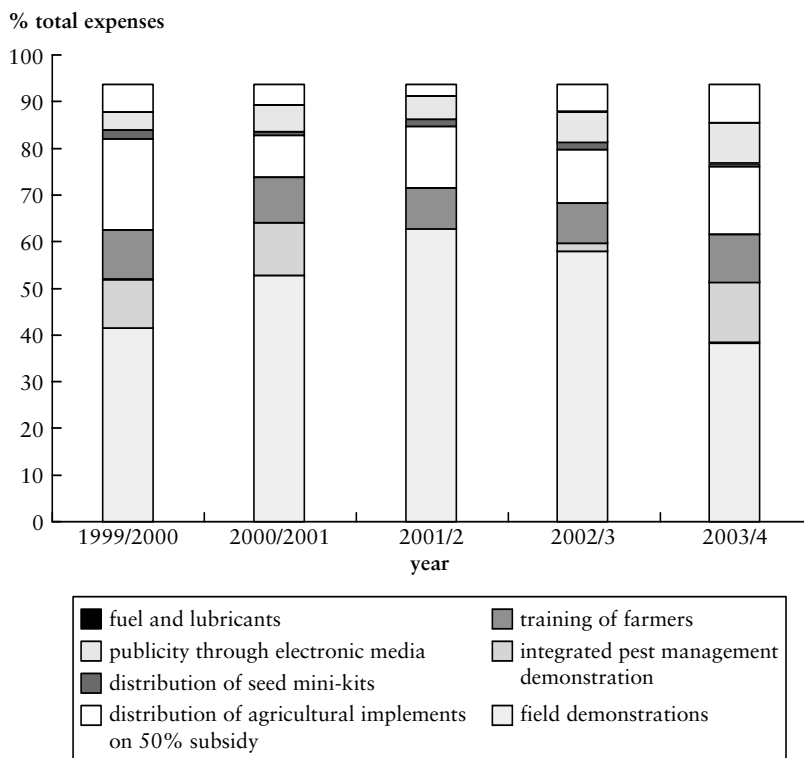 % total expenses
100
90
80
70
60
50
40
30
20
10
0
1999/2000 2000/2001 2001/2 2002/3 2003/4
year
fuel and lubricants
publicity through electronic media
distribution of seed mini-kits
distribution of agricultural implements
on 50% subsidy
training of farmers
integrated pest management
demonstration
field demonstrations